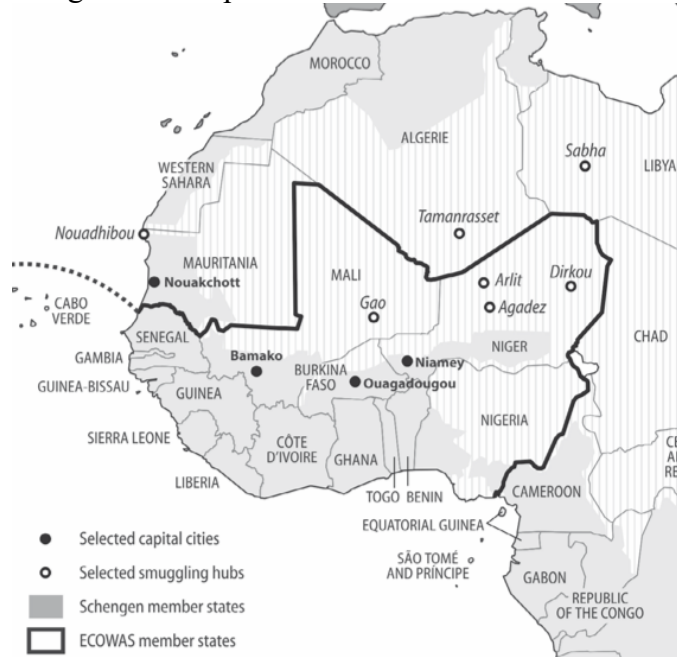 MOROCCO
ALGERIE
Sabha
LIBYA
WESTERN
SAHARA
Tamanrasset
Nouadhibou
MAURITANIA
MALI
Arlit
Dirkou
Nouakchott
Gao
Agadez
CABO
VERDE
SENEGAL
NIGER
CHAD
GAMBIA
Bamako
BURKINA
FASO
Niamey
Ouagadougou
GUINEA-BISSAU
GUINEA
NIGERIA
SIERRA LEONE
CÔTE
D'IVOIRE
GHANA
LIBERIA
TOGO BENIN
CAMEROON
EQUATORIAL GUINEA
SÃO TOMÉ
AND PRÍNCIPE
GABON
REPUBLIC
OF THE CONGO
Selected capital cities
Selected smuggling hubs
Schengen member states
ECOWAS member states